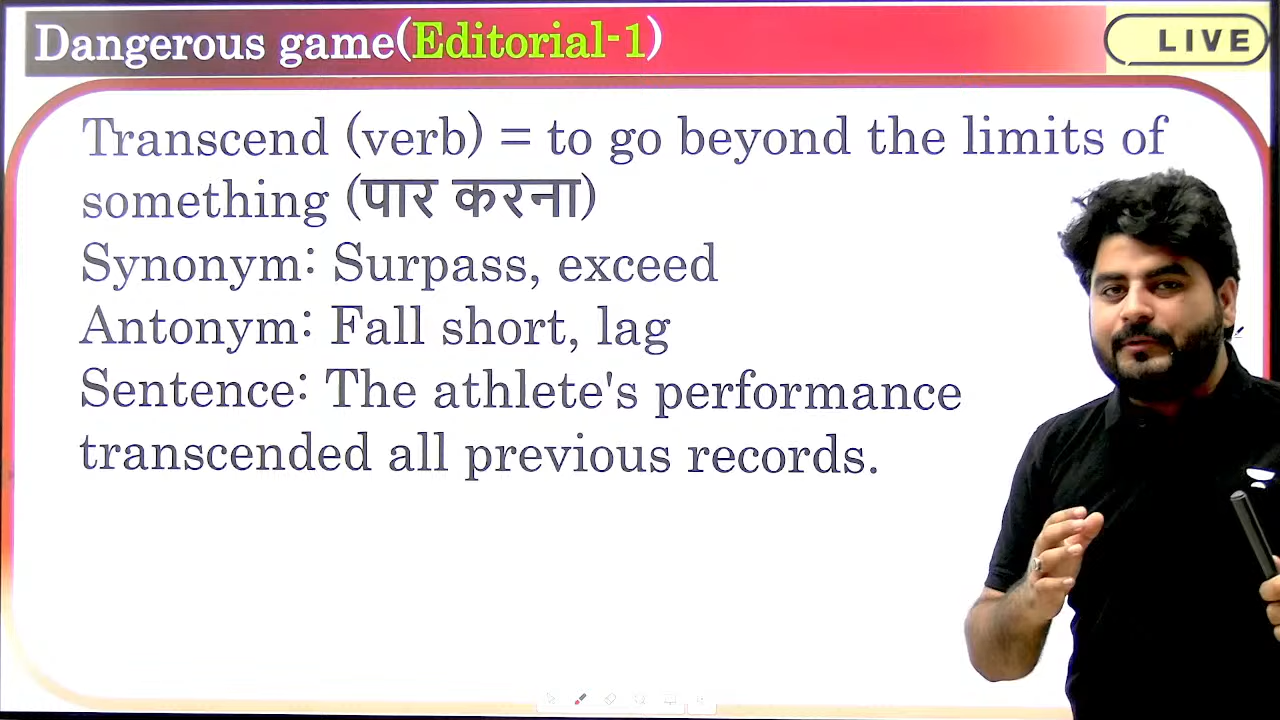 Dangerous game(Editorial-1)
LIVE
Transcend (verb) = to go beyond the limits of
something (पार करना)
Synonym: Surpass, exceed
Antonym: Fall short, lag
Sentence: The athlete's performance
transcended all previous records.